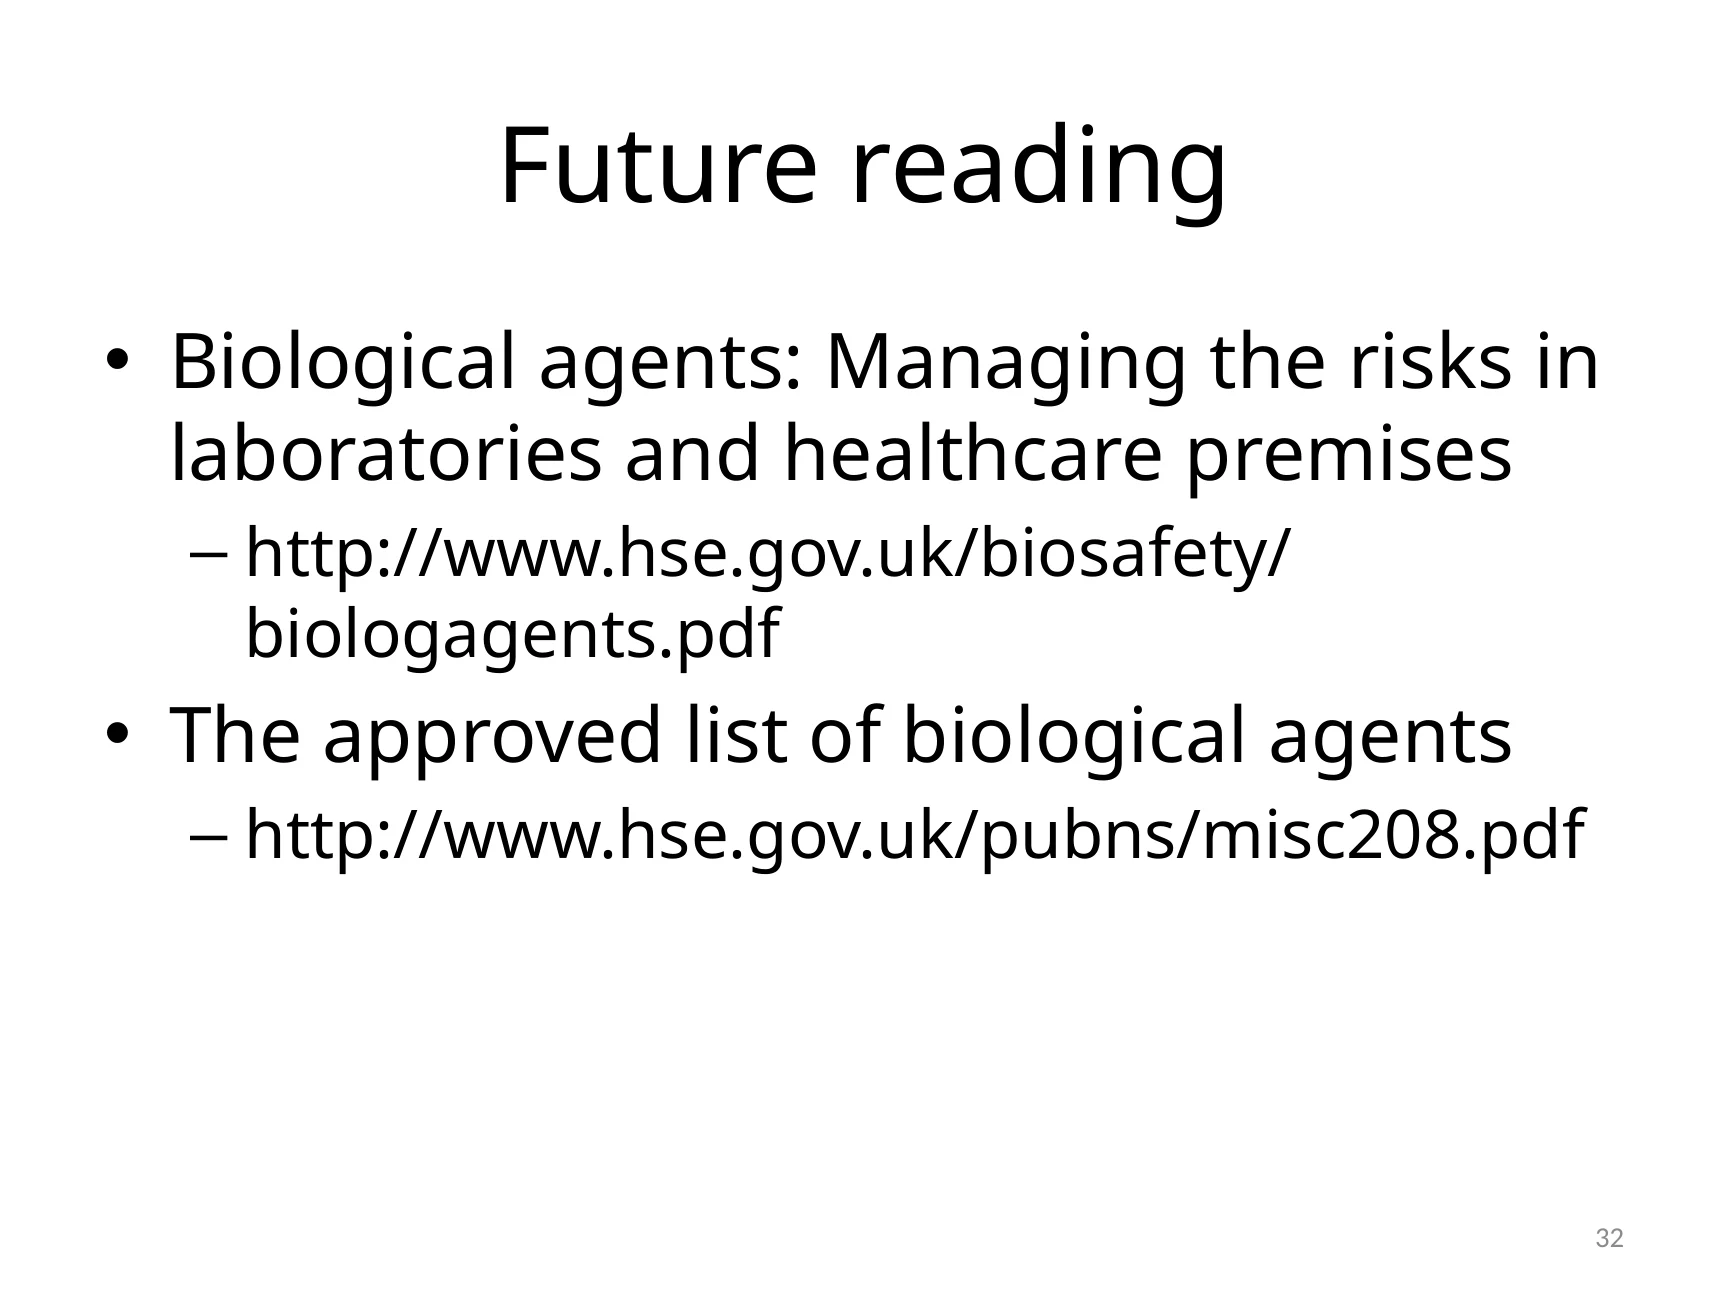 Future reading
• Biological agents: Managing the risks in
laboratories and healthcare premises
– http://www.hse.gov.uk/biosafety/
biologagents.pdf
• The approved list of biological agents
– http://www.hse.gov.uk/pubns/misc208.pdf
32